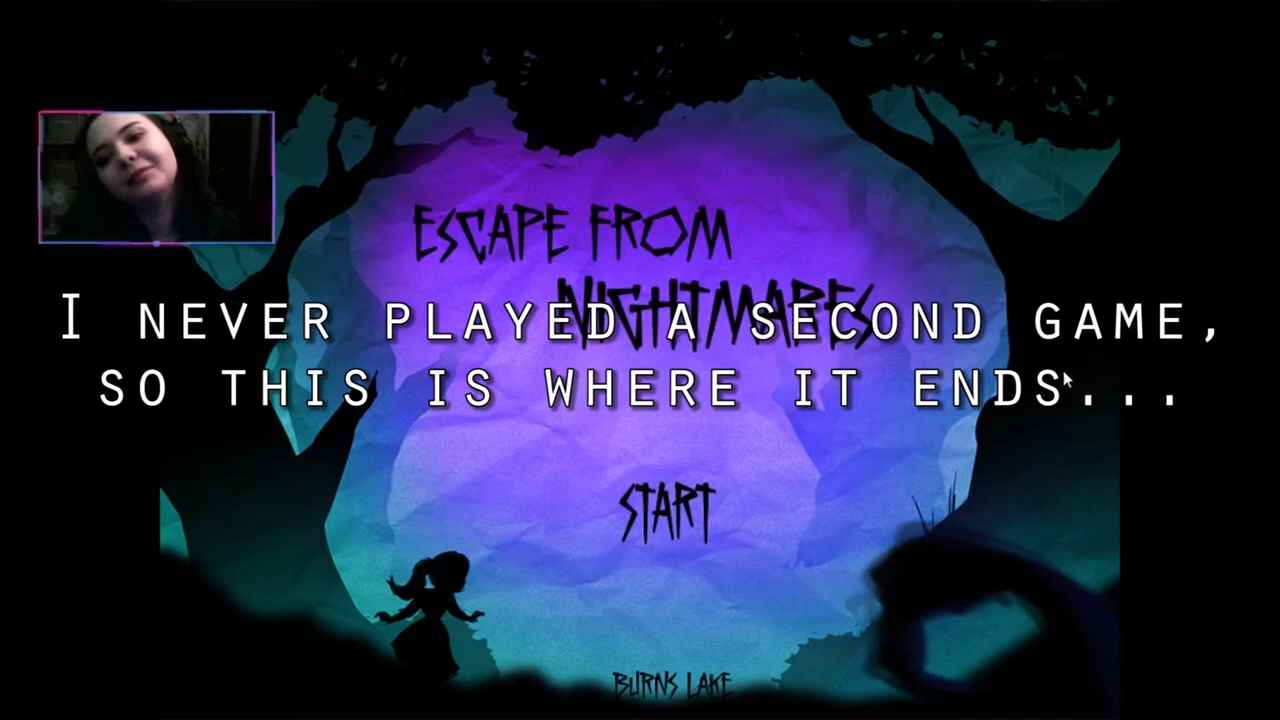 ESCAPE FROM
NIGHTMARES
I NEVER PLAYED A SECOND GAME,
SO THIS IS WHERE IT ENDS...
START
BURNS LAKE